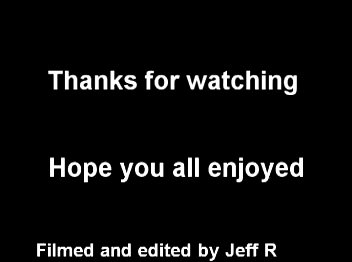 Thanks for watching
Hope you all enjoyed
Filmed and edited by Jeff R